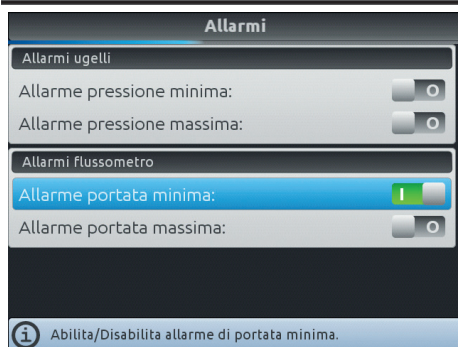 Allarmi
Allarmi ugelli
Allarme pressione minima:
O
Allarme pressione massima:
O
Allarmi flussometro
Allarme portata minima:
I
Allarme portata massima:
O
i Abilita/Disabilita allarme di portata minima.